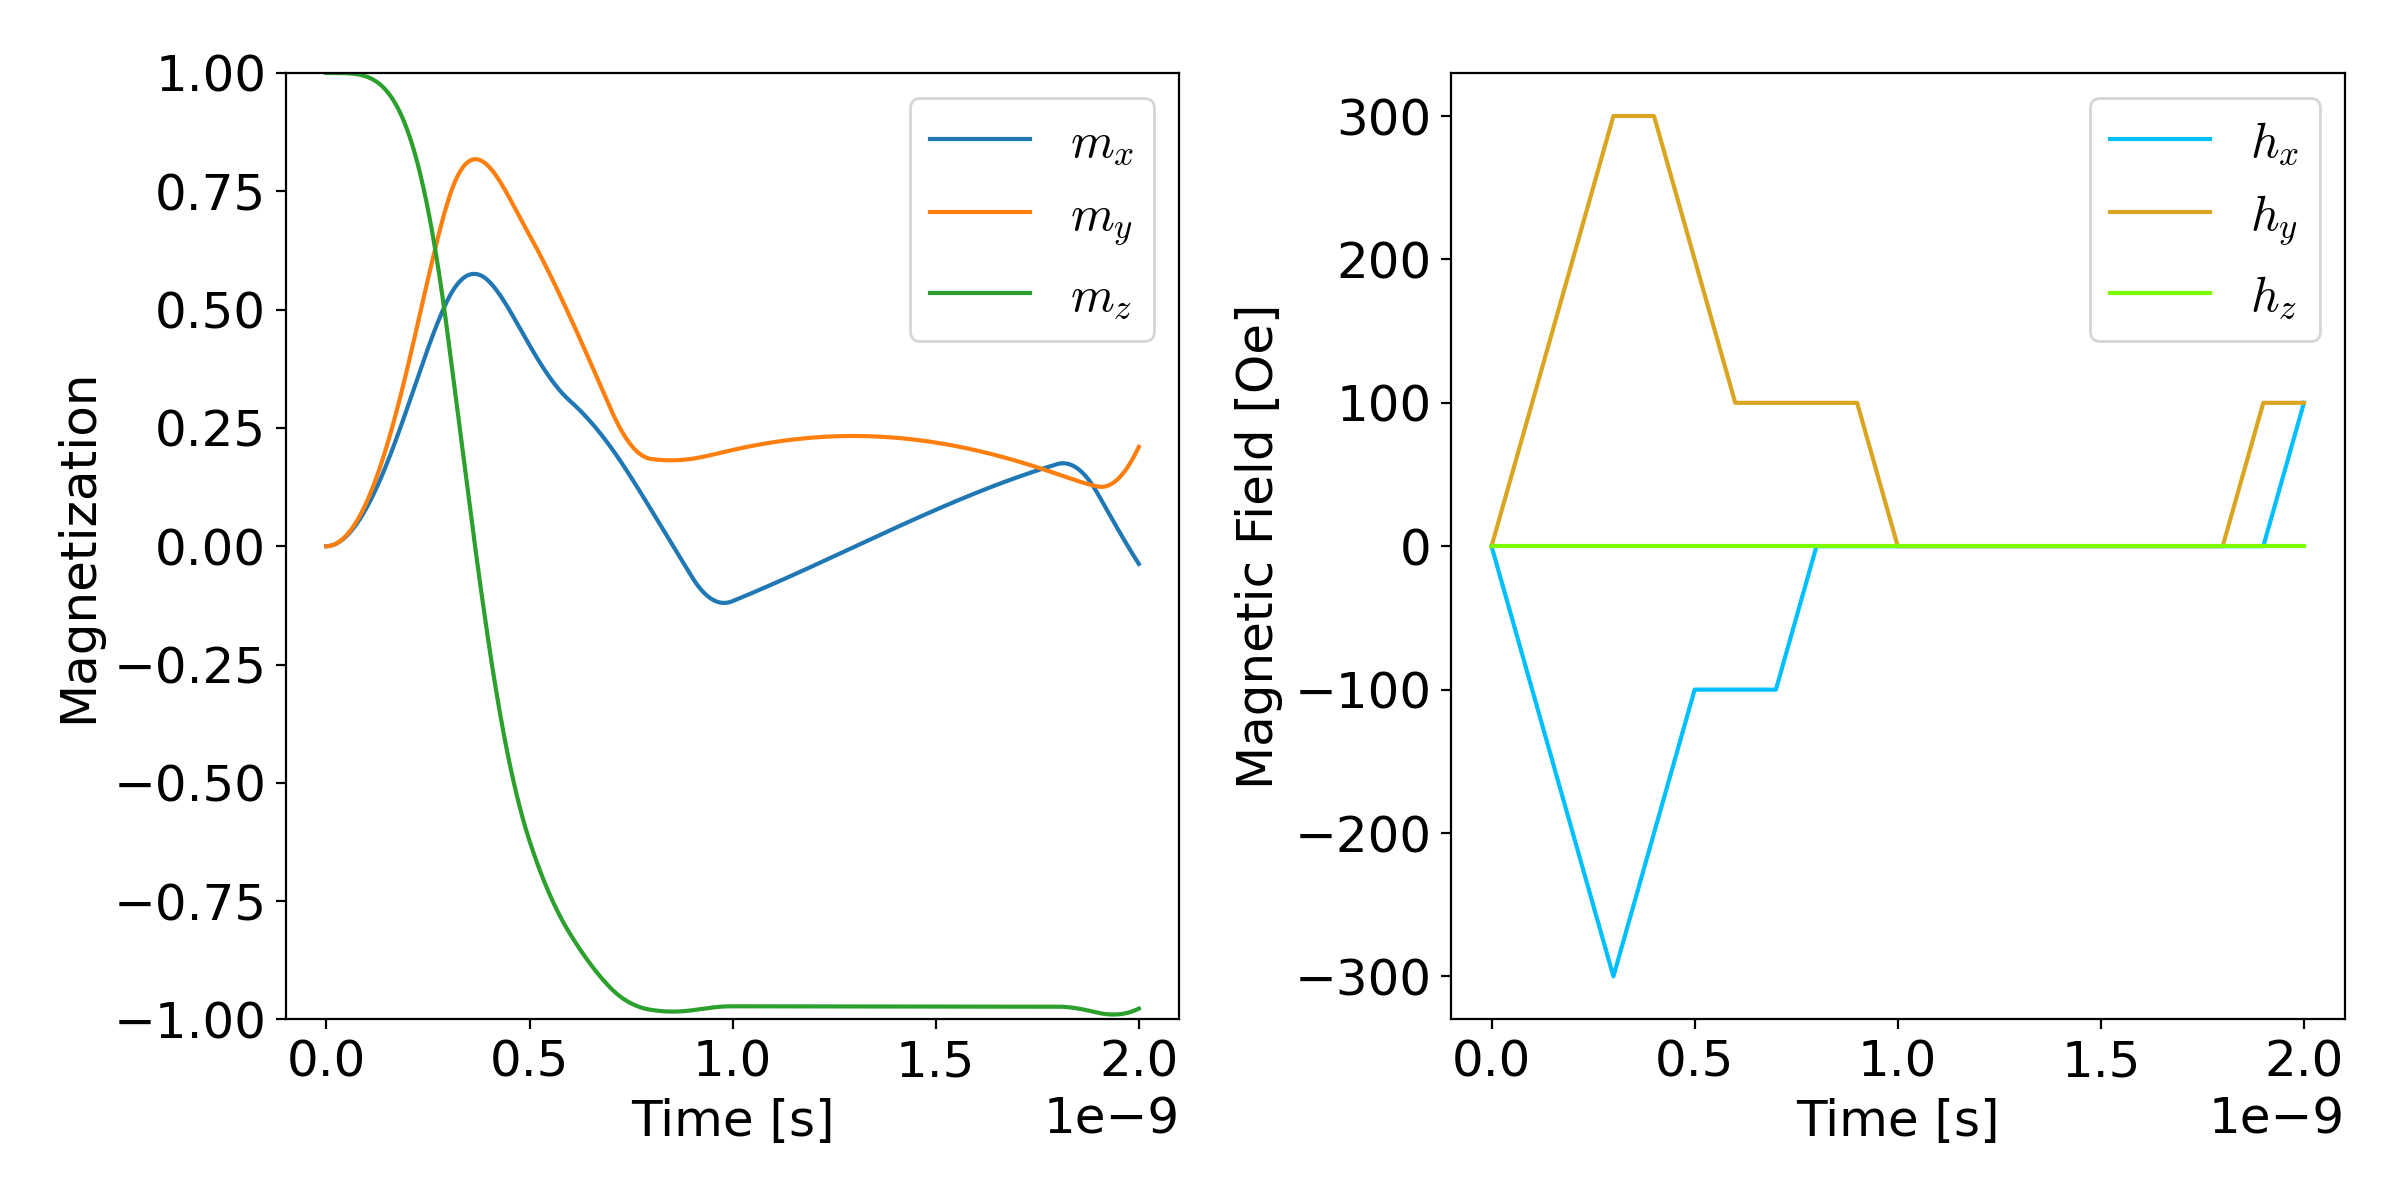 Magnetization
1.00
0.75
0.50
0.25
0.00
−0.25
−0.50
−0.75
−1.00
0.0 0.5 1.0 1.5 2.0
Time [s] 1e−9
m_x
m_y
m_z
Magnetic Field [Oe]
300
200
100
0
−100
−200
−300
0.0 0.5 1.0 1.5 2.0
Time [s] 1e−9
h_x
h_y
h_z